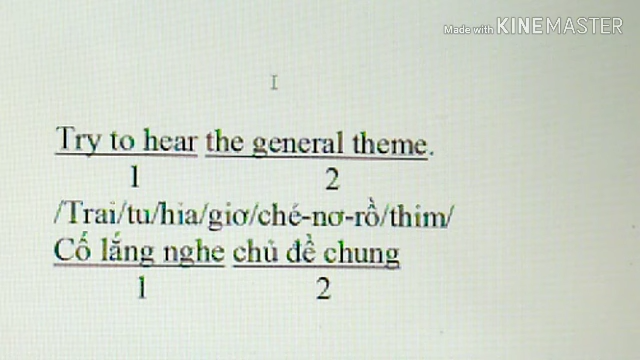 Made with KINEMASTER
Try to hear the general theme.
1 2
/Trai/tu/hia/giơ/ché-nơ-rồ/thim/
Cố lắng nghe chủ đề chung
1 2